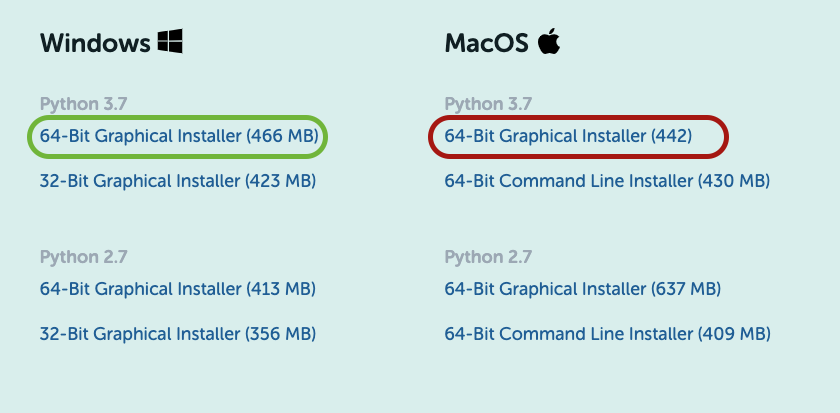 Windows
Python 3.7
64-Bit Graphical Installer (466 MB)
32-Bit Graphical Installer (423 MB)
Python 2.7
64-Bit Graphical Installer (413 MB)
32-Bit Graphical Installer (356 MB)
MacOS
Python 3.7
64-Bit Graphical Installer (442)
64-Bit Command Line Installer (430 MB)
Python 2.7
64-Bit Graphical Installer (637 MB)
64-Bit Command Line Installer (409 MB)